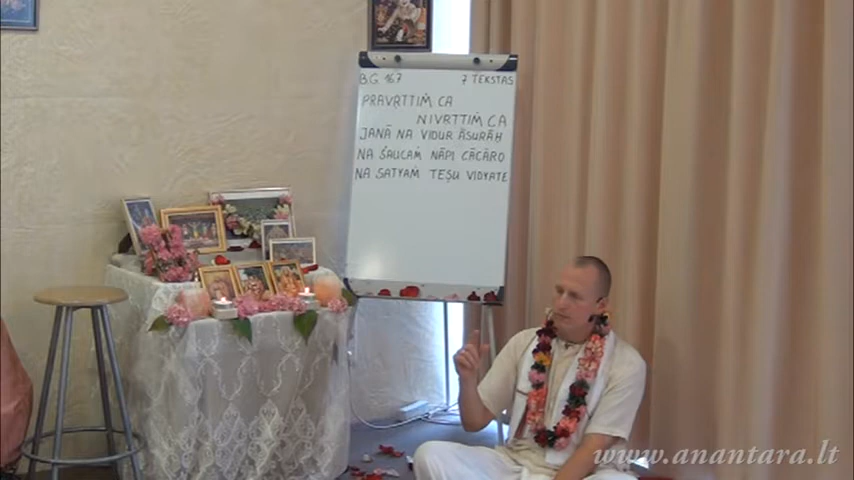 B.G 16.7 7 TEKSTAS
PRAVṚTTIṀ CA
NIVṚTTIṀ CA
JANĀ NA VIDUR ĀSURĀḤ
NA ŚAUCAṀ NĀPI CĀCĀRO
NA SATYAṀ TEṢU VIDYATE
www.anantara.lt